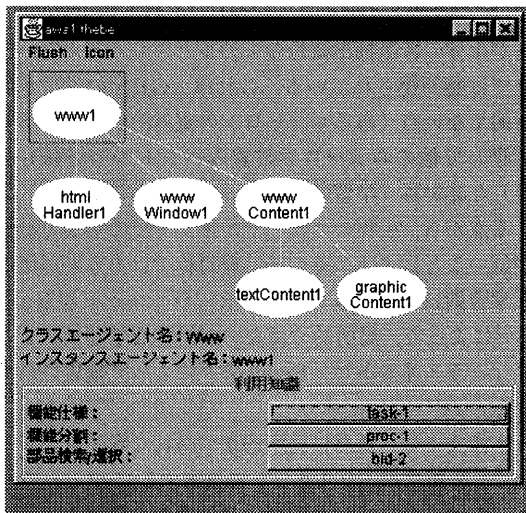 aws1 thebe
Flush Icon
www1
html
Handler1
www
Window1
www
Content1
textContent1
graphic
Content1
クラスエージェント名：Www
インスタンスエージェント名：www1
利用知識
機能仕様： task-1
機能分割： proc-1
部品検索/選択： bid-2